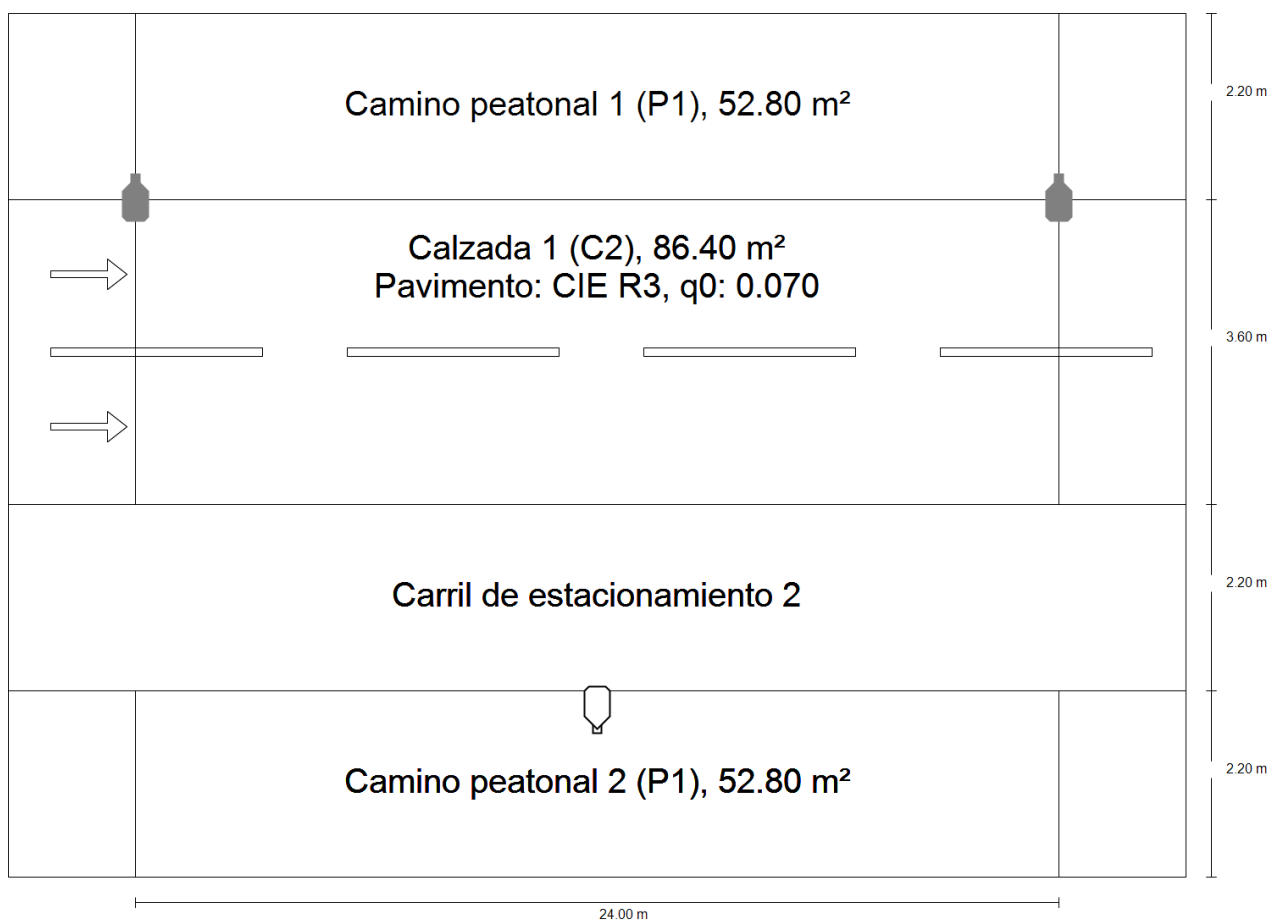 Camino peatonal 1 (P1), 52.80 m²
2.20 m
Calzada 1 (C2), 86.40 m²
Pavimento: CIE R3, q0: 0.070
3.60 m
Carril de estacionamiento 2
2.20 m
Camino peatonal 2 (P1), 52.80 m²
2.20 m
24.00 m